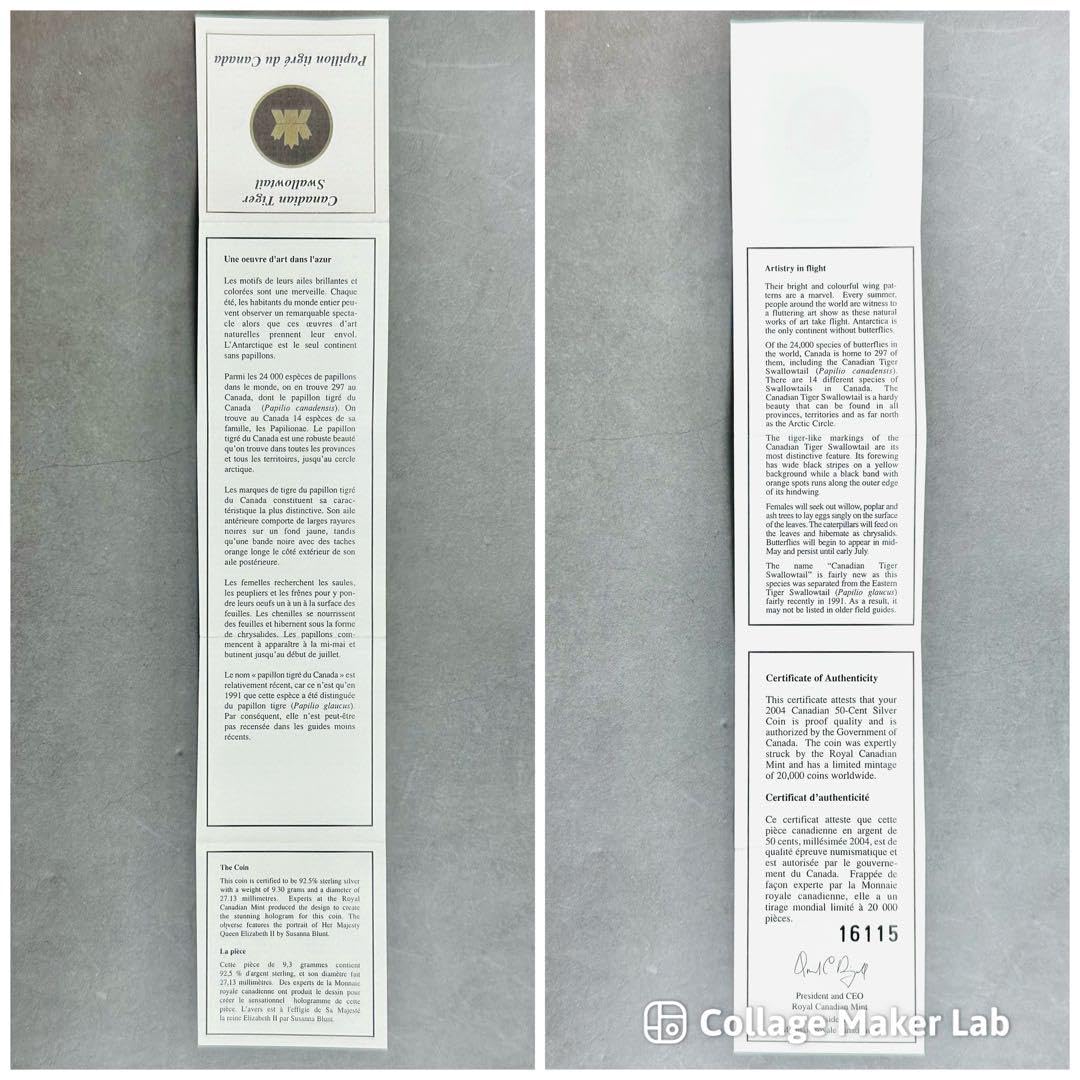 Papillon tigré du Canada
Canadian Tiger
Swallowtail
Une oeuvre d'art dans l'azur
Les motifs de leurs ailes brillantes et
colorées sont une merveille. Chaque
été, les habitants du monde entier peu-
vent observer un remarquable specta-
cle alors que ces œuvres d'art
naturelles prennent leur envol.
L'Antarctique est le seul continent
sans papillons.
Parmi les 24 000 espèces de papillons
dans le monde, on en trouve 297 au
Canada, dont le papillon tigré du
Canada (Papilio canadensis). On
trouve au Canada 14 espèces de sa
famille, les Papilionae. Le papillon
tigré du Canada est une robuste beauté
qu'on trouve dans toutes les provinces
et tous les territoires, jusqu'au cercle
arctique.
Les marques de tigre du papillon tigré
du Canada constituent sa carac-
téristique la plus distinctive. Son aile
antérieure comporte de larges rayures
noires sur un fond jaune, tandis
qu'une bande noire avec des taches
orange longe le côté extérieur de son
aile postérieure.
Les femelles recherchent les saules,
les peupliers et les frênes pour y pon-
dre leurs oeufs un à un à la surface des
feuilles. Les chenilles se nourrissent
des feuilles et hibernent sous la forme
de chrysalides. Les papillons com-
mencent à apparaître à la mi-mai et
butinent jusqu'au début de juillet.
Le nom « papillon tigré du Canada » est
relativement récent, car ce n'est qu'en
1991 que cette espèce a été distinguée
du papillon tigre (Papilio glaucus).
Par conséquent, elle n'est peut-être
pas recensée dans les guides moins
récents.
The Coin
This coin is certified to be 92.5% sterling silver
with a weight of 9.30 grams and a diameter of
27.13 millimetres. Experts at the Royal
Canadian Mint produced the design to create
the stunning hologram for this coin. The
obverse features the portrait of Her Majesty
Queen Elizabeth II by Susanna Blunt.
La pièce
Cette pièce de 9,3 grammes contient
92,5 % d'argent sterling, et son diamètre fait
27,13 millimètres. Des experts de la Monnaie
royale canadienne ont produit le dessin pour
créer le sensationnel hologramme de cette
pièce. L'avers est à l'effigie de Sa Majesté
la reine Elizabeth II par Susanna Blunt.
Artistry in flight
Their bright and colourful wing pat-
terns are a marvel. Every summer,
people around the world are witness to
a fluttering art show as these natural
works of art take flight. Antarctica is
the only continent without butterflies.
Of the 24,000 species of butterflies in
the world, Canada is home to 297 of
them, including the Canadian Tiger
Swallowtail (Papilio canadensis).
There are 14 different species of
Swallowtails in Canada. The
Canadian Tiger Swallowtail is a hardy
beauty that can be found in all
provinces, territories and as far north
as the Arctic Circle.
The tiger-like markings of the
Canadian Tiger Swallowtail are its
most distinctive feature. Its forewing
has wide black stripes on a yellow
background while a black band with
orange spots runs along the outer edge
of its hindwing.
Females will seek out willow, poplar and
ash trees to lay eggs singly on the surface
of the leaves. The caterpillars will feed on
the leaves and hibernate as chrysalids.
Butterflies will begin to appear in mid-
May and persist until early July.
The name "Canadian Tiger
Swallowtail" is fairly new as this
species was separated from the Eastern
Tiger Swallowtail (Papilio glaucus)
fairly recently in 1991. As a result, it
may not be listed in older field guides.
Certificate of Authenticity
This certificate attests that your
2004 Canadian 50-Cent Silver
Coin is proof quality and is
authorized by the Government of
Canada. The coin was expertly
struck by the Royal Canadian
Mint and has a limited mintage
of 20,000 coins worldwide.
Certificat d'authenticité
Ce certificat atteste que cette
pièce canadienne en argent de
50 cents, millésimée 2004, est de
qualité épreuve numismatique et
est autorisée par le gouverne-
ment du Canada. Frappée de
façon experte par la Monnaie
royale canadienne, elle a un
tirage mondial limité à 20 000
pièces.
16115
President and CEO
Royal Canadian Mint
Collage Maker Lab